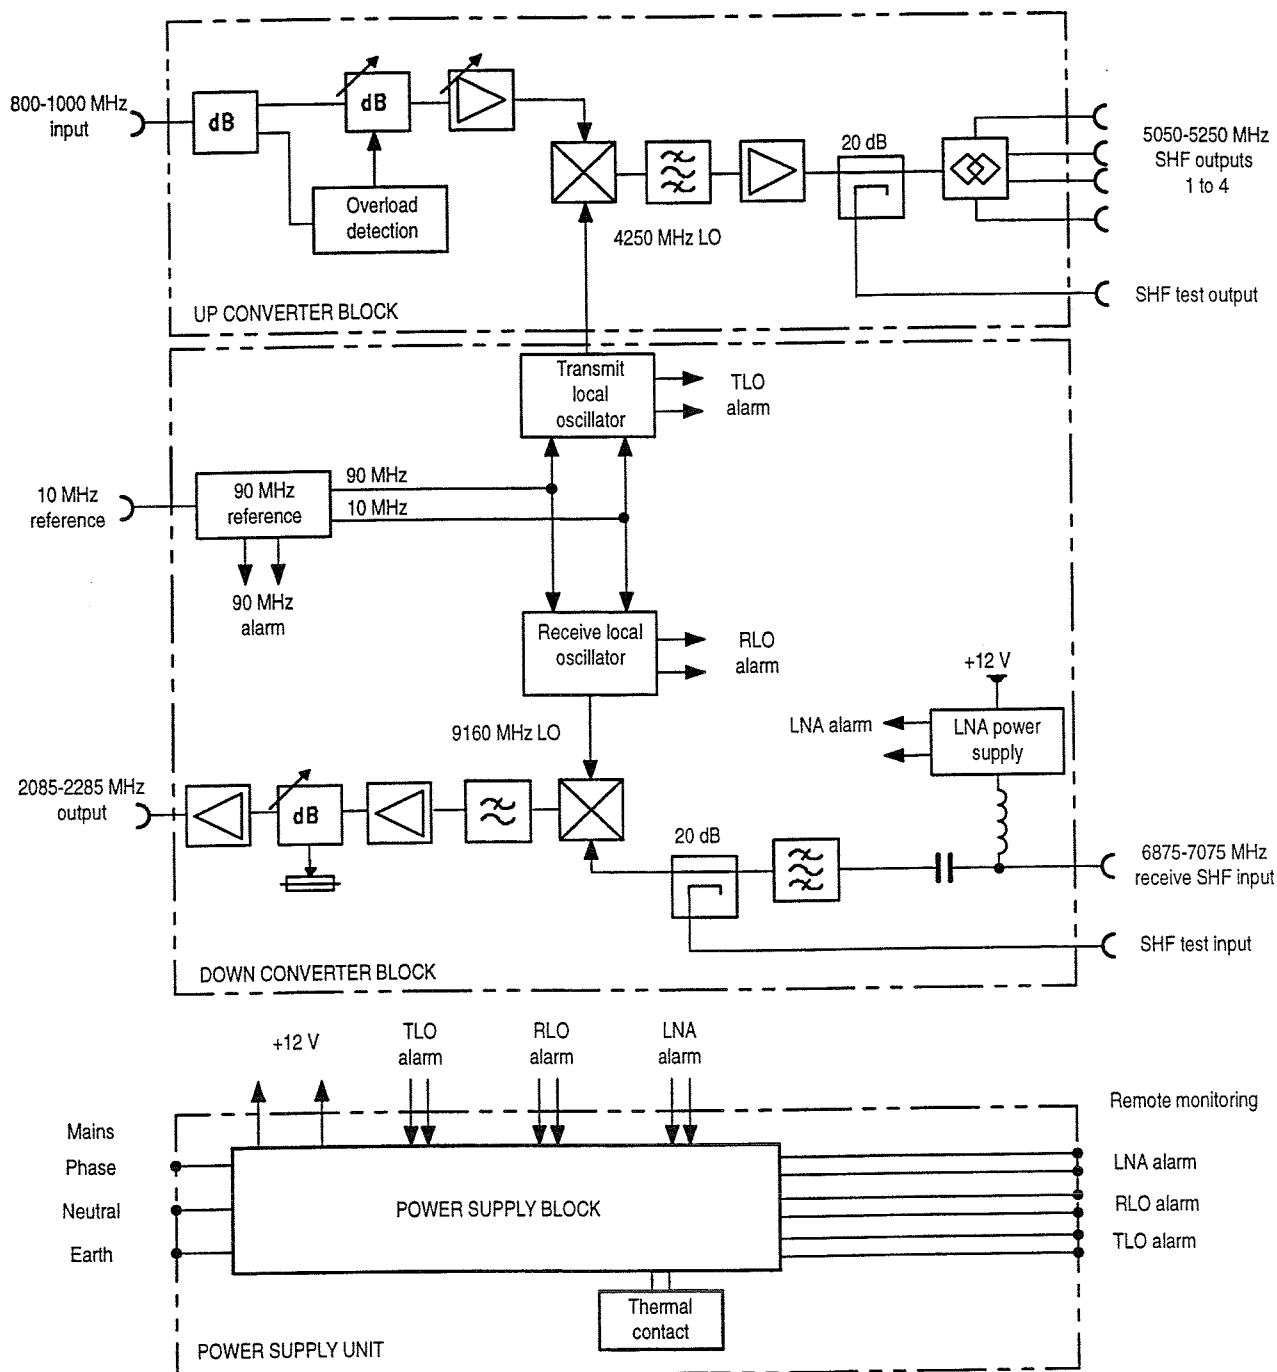 800-1000 MHz
input
dB
dB
Overload
detection
20 dB
5050-5250 MHz
SHF outputs
1 to 4
4250 MHz LO
SHF test output
UP CONVERTER BLOCK
Transmit
local
oscillator
TLO
alarm
10 MHz
reference
90 MHz
reference
90 MHz
10 MHz
90 MHz
alarm
Receive local
oscillator
RLO
alarm
+12 V
LNA alarm
LNA power
supply
9160 MHz LO
2085-2285 MHz
output
dB
20 dB
6875-7075 MHz
receive SHF input
SHF test input
DOWN CONVERTER BLOCK
+12 V
TLO
alarm
RLO
alarm
LNA
alarm
Remote monitoring
Mains
Phase
Neutral
Earth
POWER SUPPLY BLOCK
LNA alarm
RLO alarm
TLO alarm
Thermal
contact
POWER SUPPLY UNIT